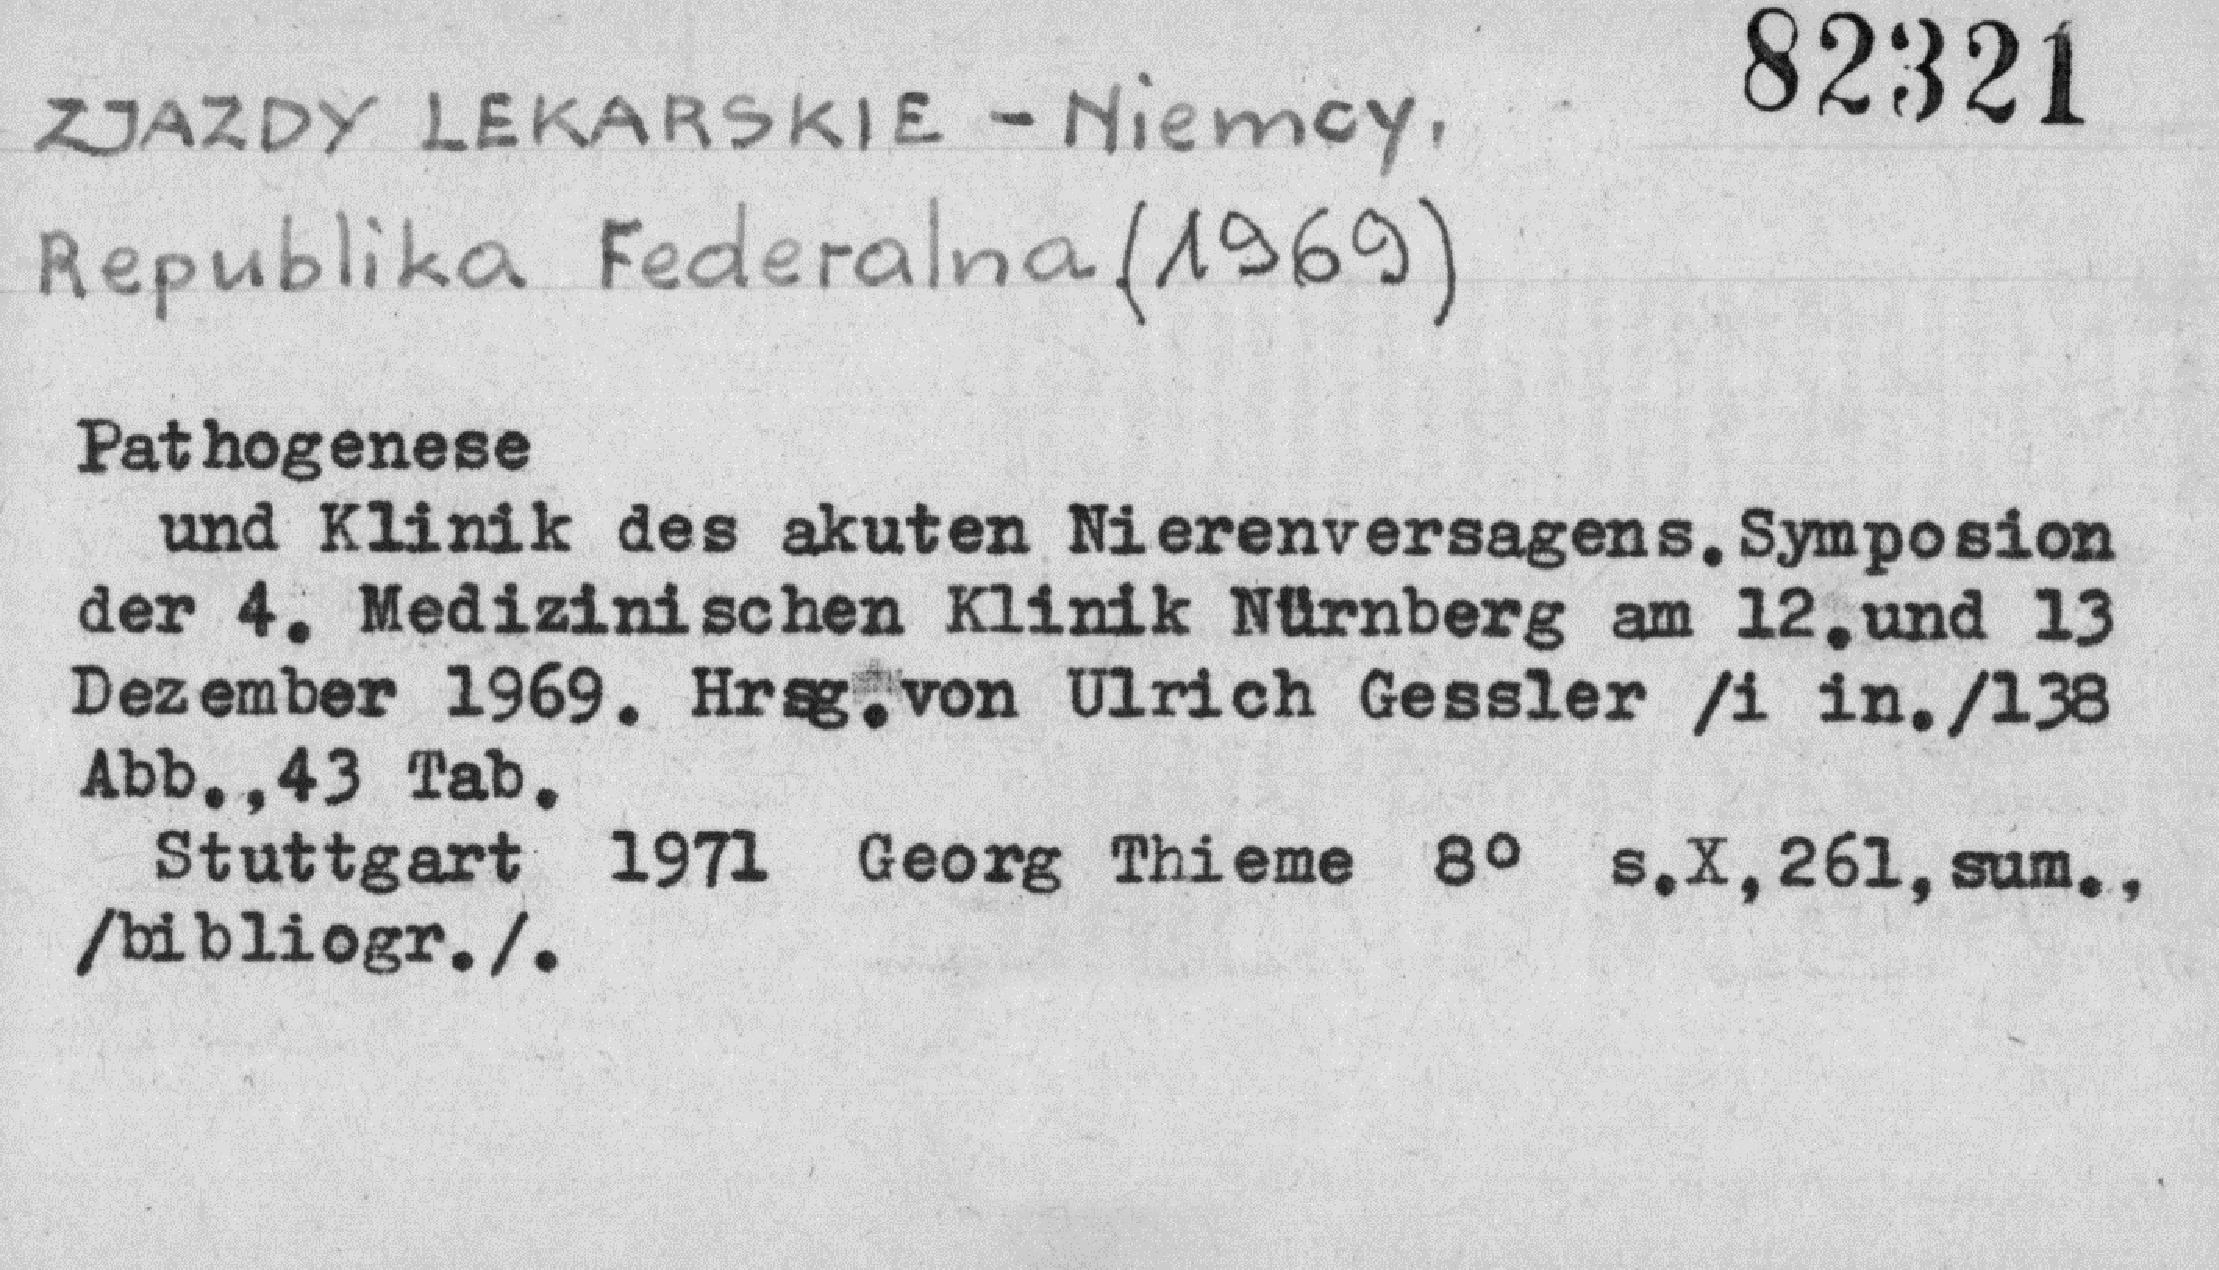 82321
ZJAZDY LEKARSKIE - Niemcy,
Republika Federalna (1969)
Pathogenese
und Klinik des akuten Nierenversagens. Symposion
der 4. Medizinischen Klinik Nürnberg am 12.und 13
Dezember 1969. Hrsg.von Ulrich Gessler /i in./138
Abb.,43 Tab.
Stuttgart 1971 Georg Thieme 8° s.X,261,sum.,
/bibliogr./.